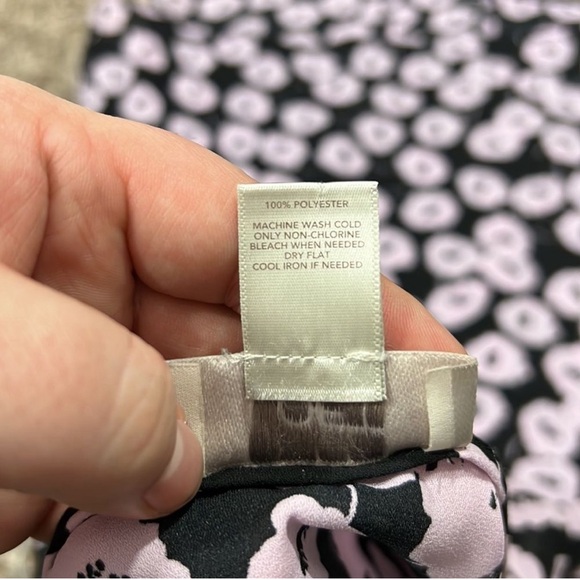 100% POLYESTER
MACHINE WASH COLD
ONLY NON-CHLORINE
BLEACH WHEN NEEDED
DRY FLAT
COOL IRON IF NEEDED